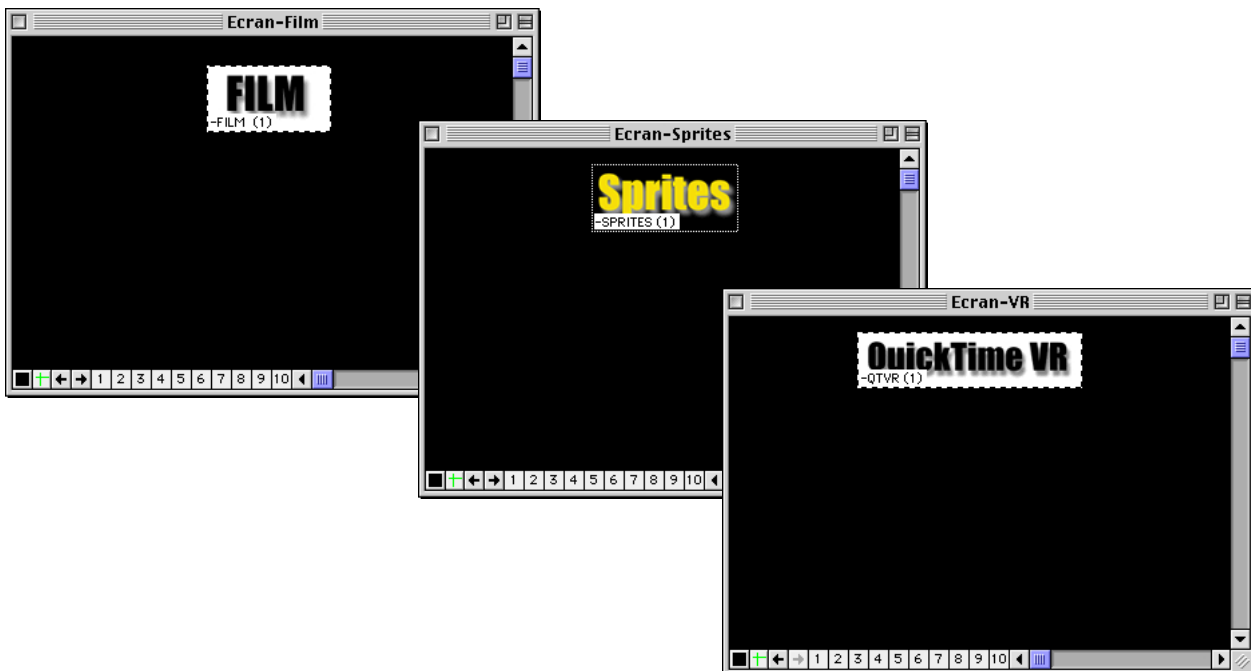 Ecran-Film
FILM
-FILM (1)
1 2 3 4 5 6 7 8 9 10
Ecran-Sprites
Sprites
-SPRITES (1)
1 2 3 4 5 6 7 8 9 10
Ecran-VR
QuickTime VR
-QTVR (1)
1 2 3 4 5 6 7 8 9 10